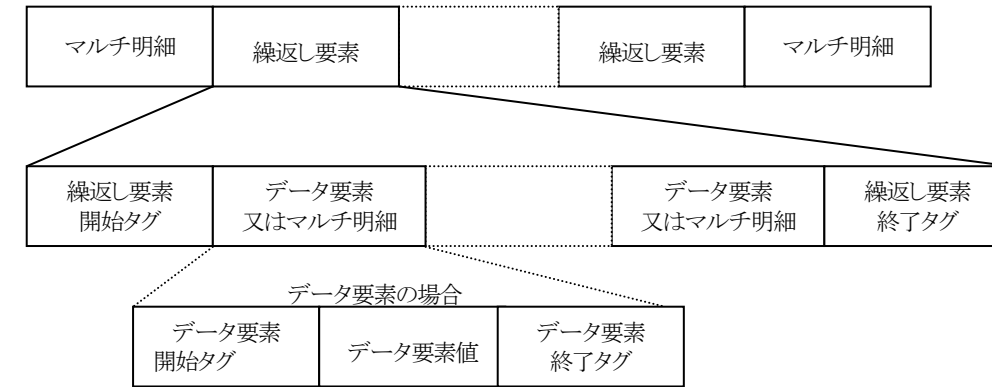 マルチ明細
繰返し要素
繰返し要素
マルチ明細
繰返し要素
開始タグ
データ要素
又はマルチ明細
データ要素
又はマルチ明細
繰返し要素
終了タグ
データ要素の場合
データ要素
開始タグ
データ要素値
データ要素
終了タグ